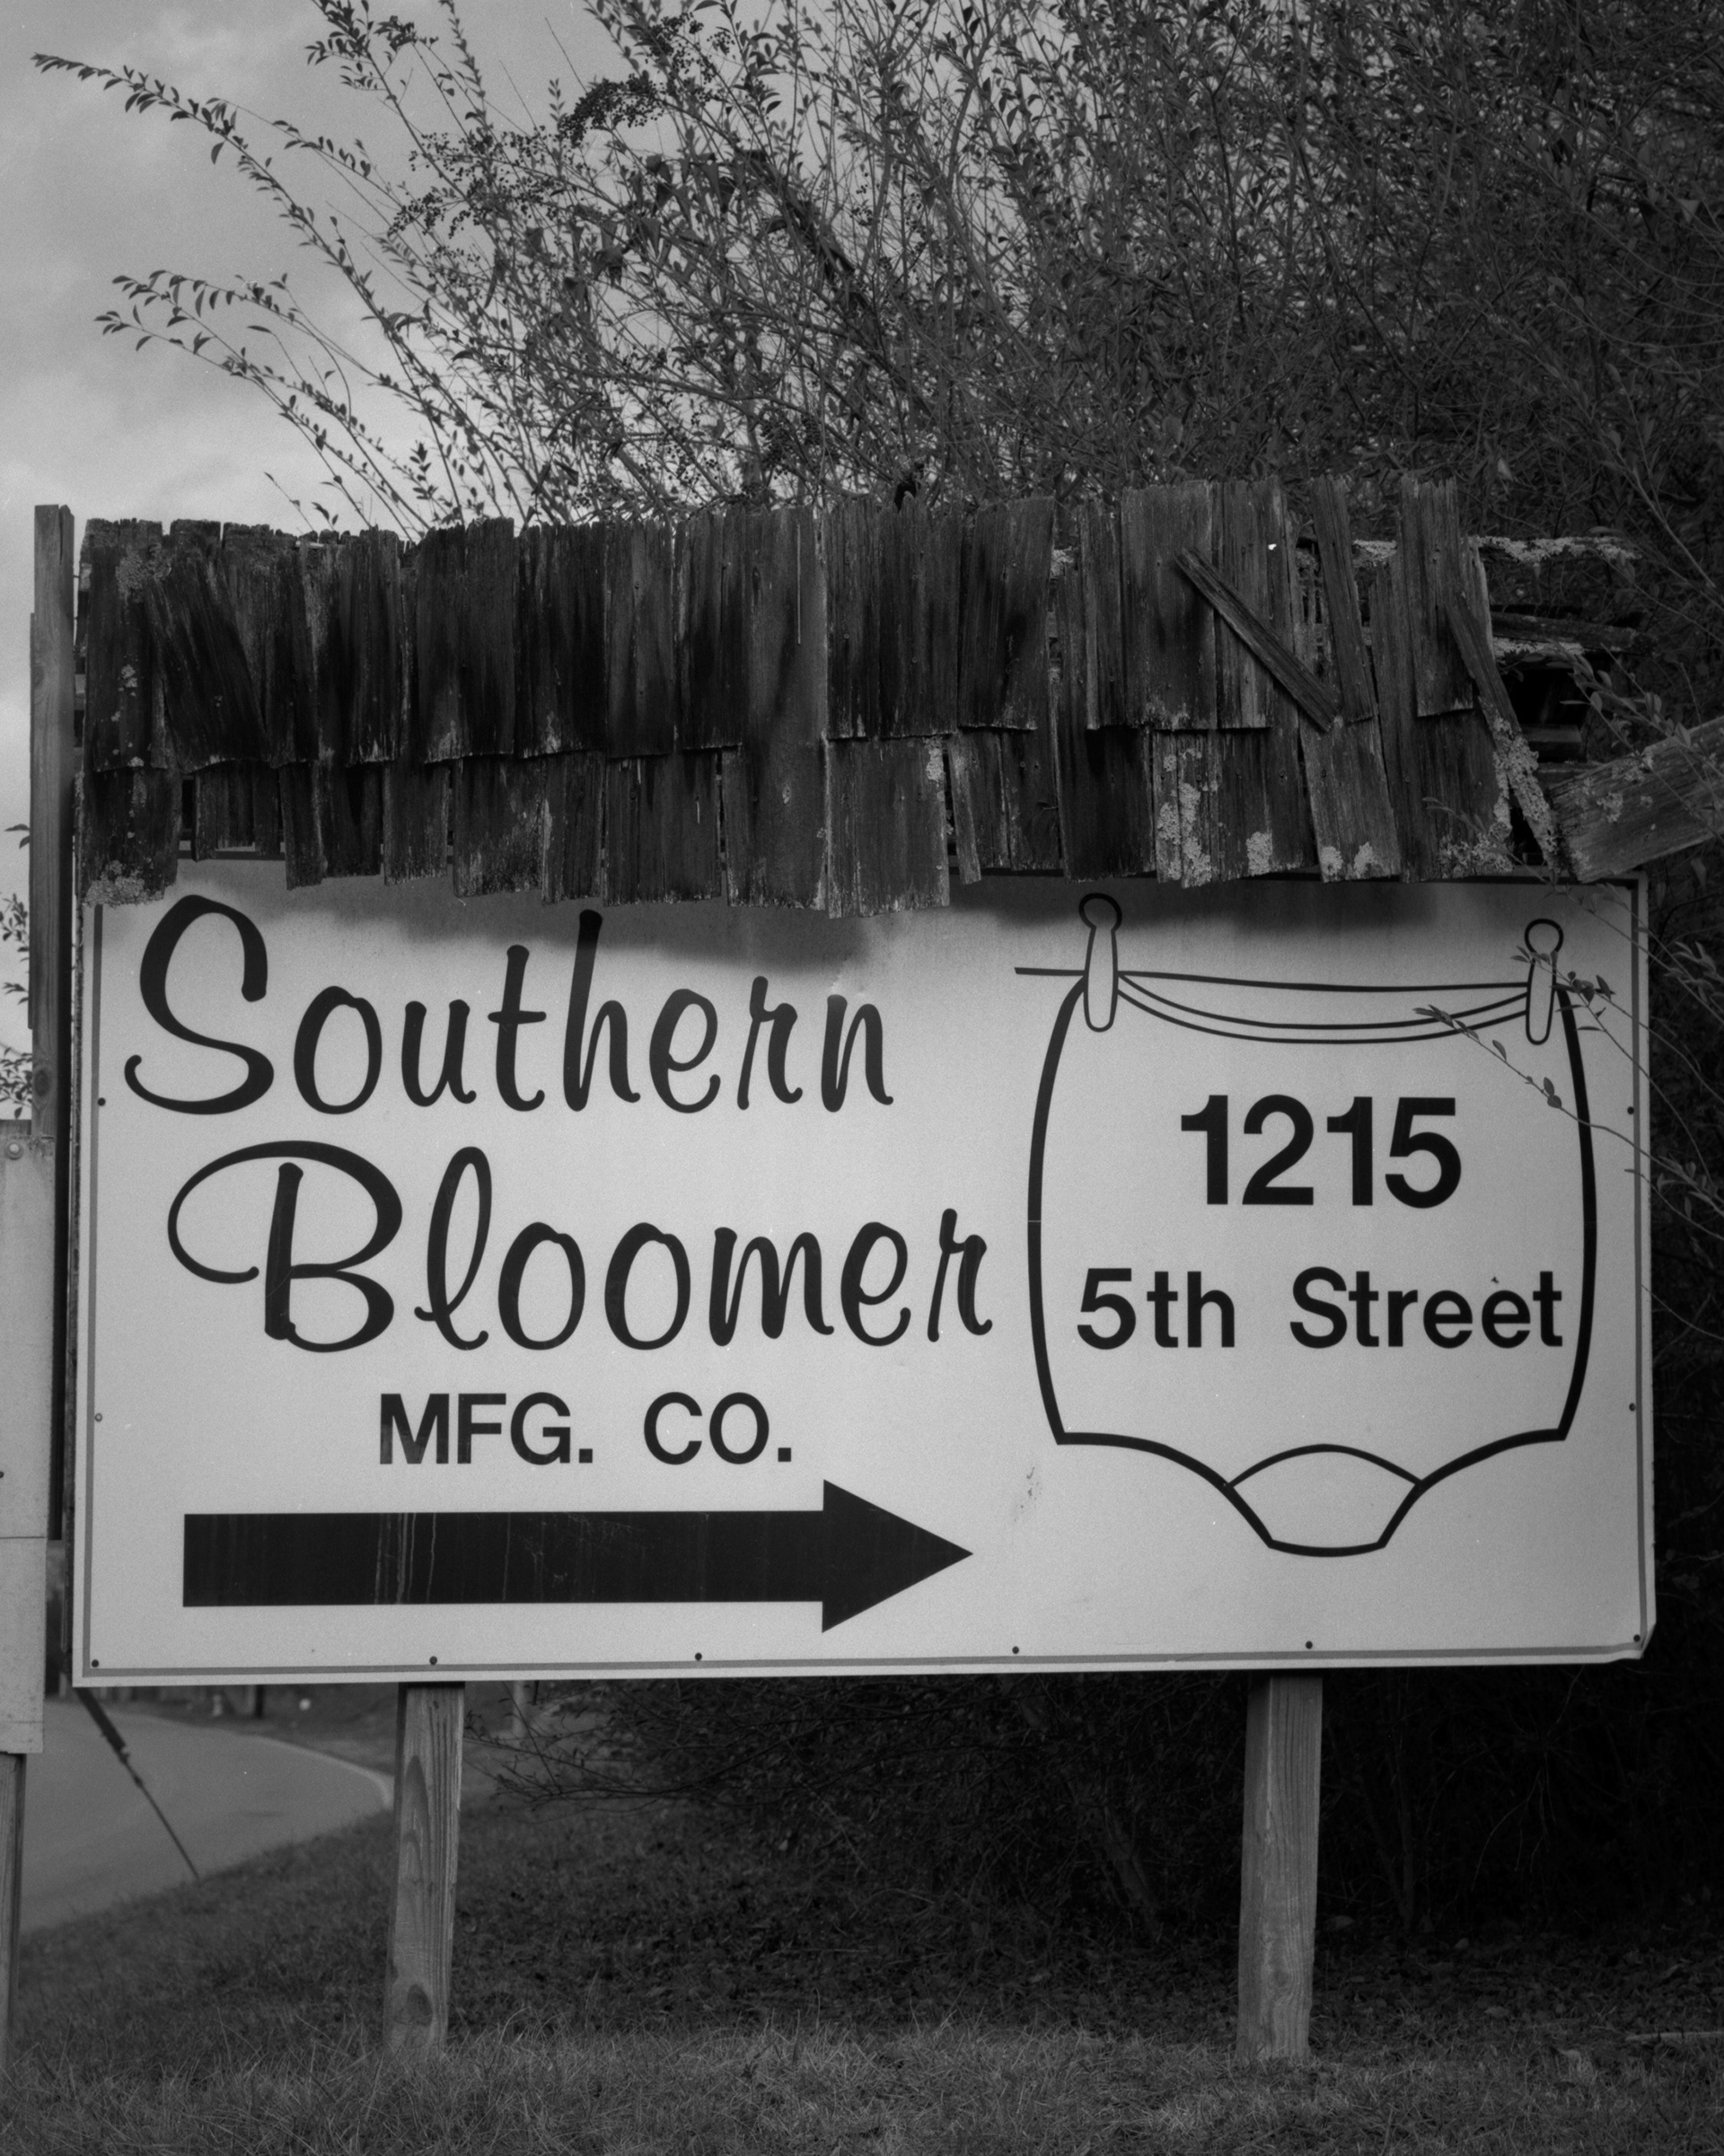 Southern
Bloomer
MFG. CO.
1215
5th Street